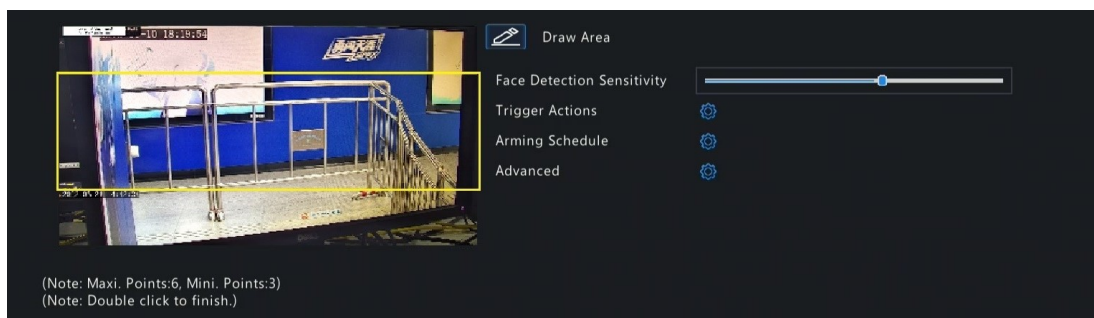 -10 18:19:54
Draw Area
Face Detection Sensitivity
Trigger Actions
Arming Schedule
Advanced
(Note: Maxi. Points:6, Mini. Points:3)
(Note: Double click to finish.)